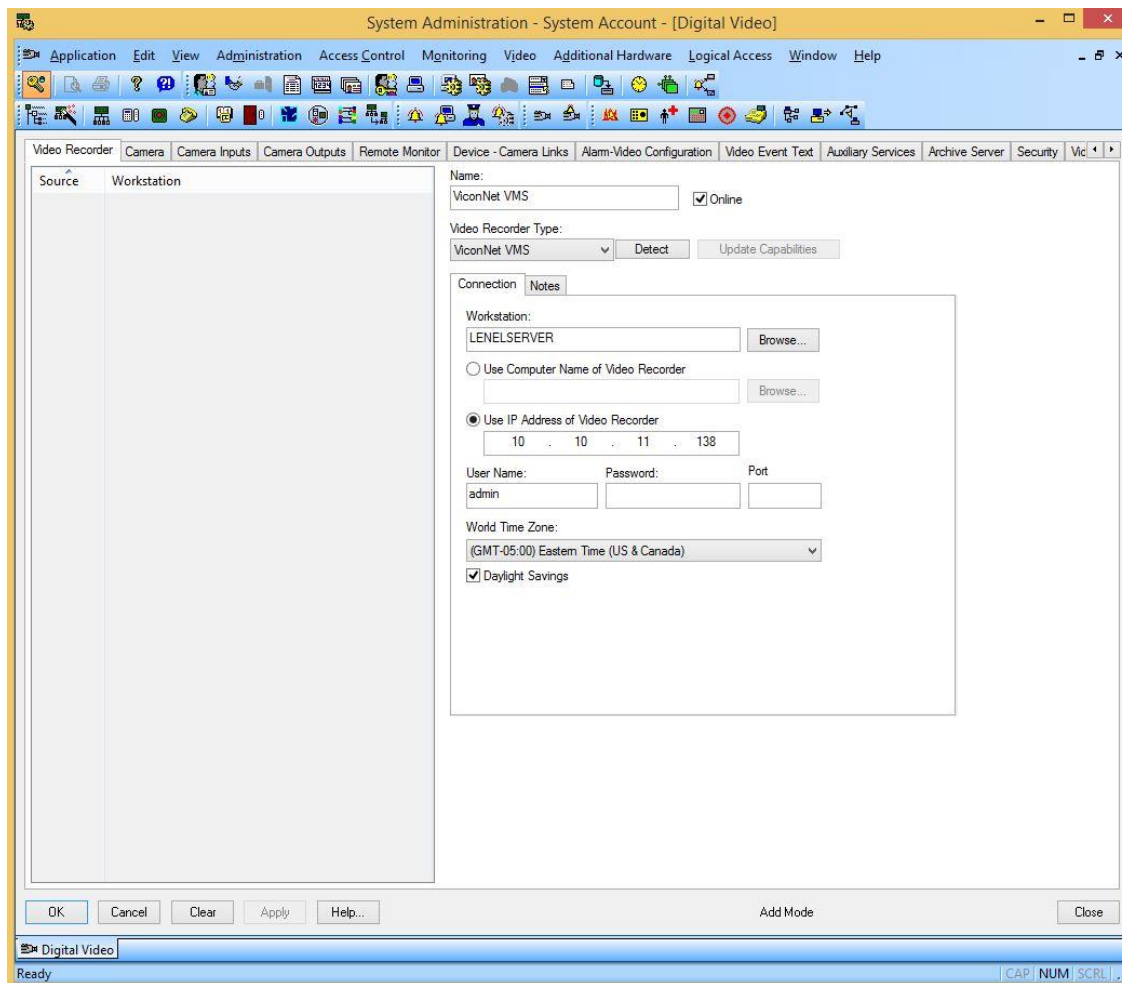 System Administration - System Account - [Digital Video]
Application Edit View Administration Access Control Monitoring Video Additional Hardware Logical Access Window Help
Video Recorder Camera Camera Inputs Camera Outputs Remote Monitor Device - Camera Links Alarm-Video Configuration Video Event Text Auxiliary Services Archive Server Security Vic
Source Workstation
Name:
ViconNet VMS
Online
Video Recorder Type:
ViconNet VMS Detect Update Capabilities
Connection Notes
Workstation:
LENELSERVER Browse...
Use Computer Name of Video Recorder
Browse...
Use IP Address of Video Recorder
10 . 10 . 11 . 138
User Name: Password: Port
admin
World Time Zone:
(GMT-05:00) Eastern Time (US & Canada)
Daylight Savings
OK Cancel Clear Apply Help... Add Mode Close
Digital Video
Ready CAP NUM SCRL